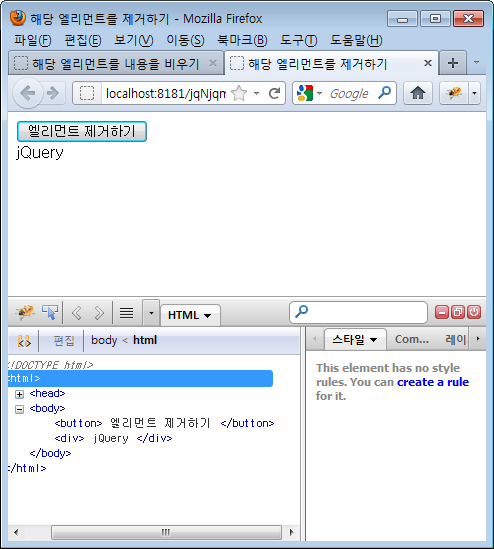 해당 엘리먼트를 제거하기 - Mozilla Firefox
파일(F) 편집(E) 보기(V) 이동(S) 북마크(B) 도구(T) 도움말(H)
해당 엘리먼트를 내용을 비우기 해당 엘리먼트를 제거하기
localhost:8181/jqNjqm Google
엘리먼트 제거하기
jQuery
HTML
편집 body < html 스타일 Com... 레이
<!DOCTYPE html>
<html>
<head>
<body>
<button> 엘리먼트 제거하기 </button>
<div> jQuery </div>
</body>
</html>
This element has no style
rules. You can create a rule
for it.